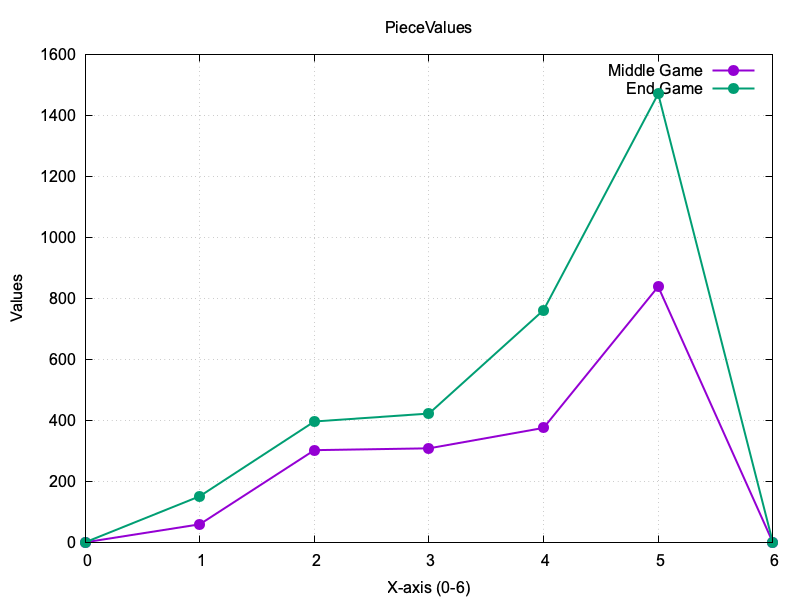 PieceValues
1600
1400
1200
1000
800
600
400
200
0
Values
Middle Game
End Game
0 1 2 3 4 5 6
X-axis (0-6)